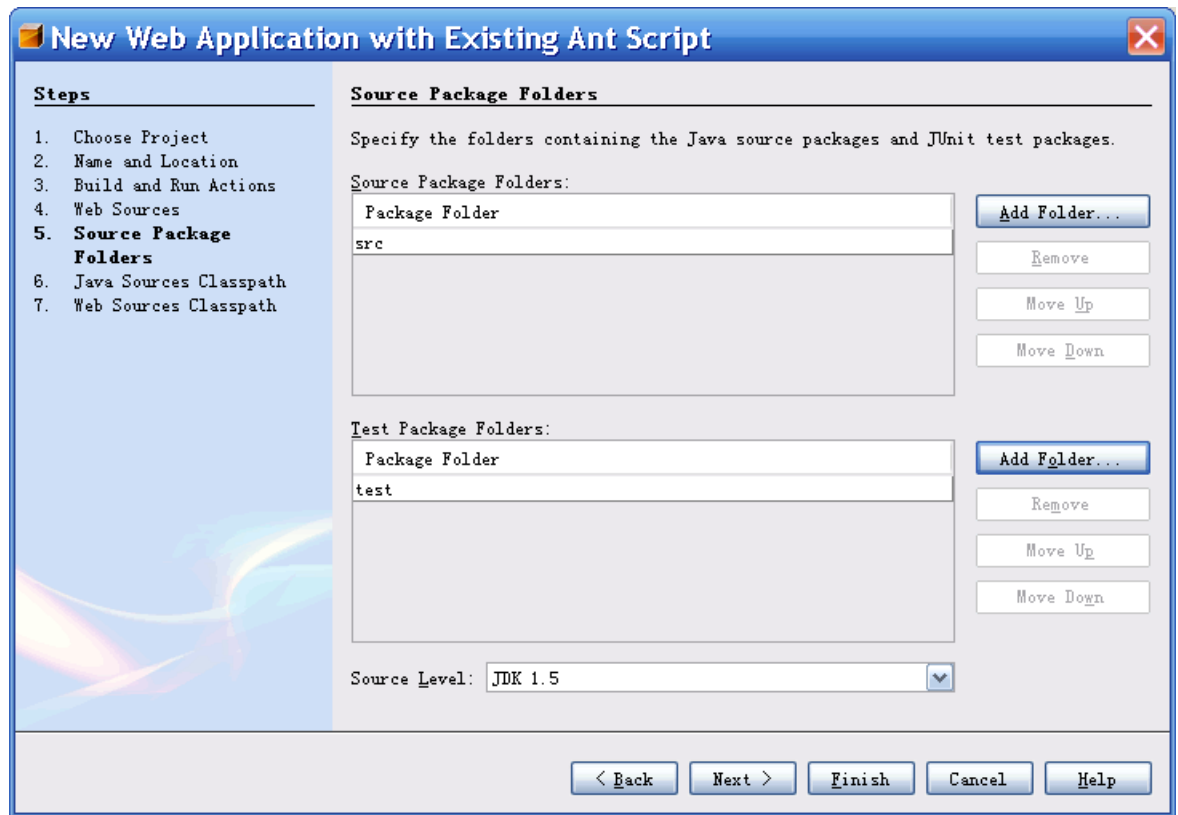 New Web Application with Existing Ant Script
Steps
1. Choose Project
2. Name and Location
3. Build and Run Actions
4. Web Sources
5. Source Package
Folders
6. Java Sources Classpath
7. Web Sources Classpath
Source Package Folders
Specify the folders containing the Java source packages and JUnit test packages.
Source Package Folders:
Package Folder
src
Add Folder...
Remove
Move Up
Move Down
Test Package Folders:
Package Folder
test
Add Folder...
Remove
Move Up
Move Down
Source Level: JDK 1.5
< Back Next > Finish Cancel Help